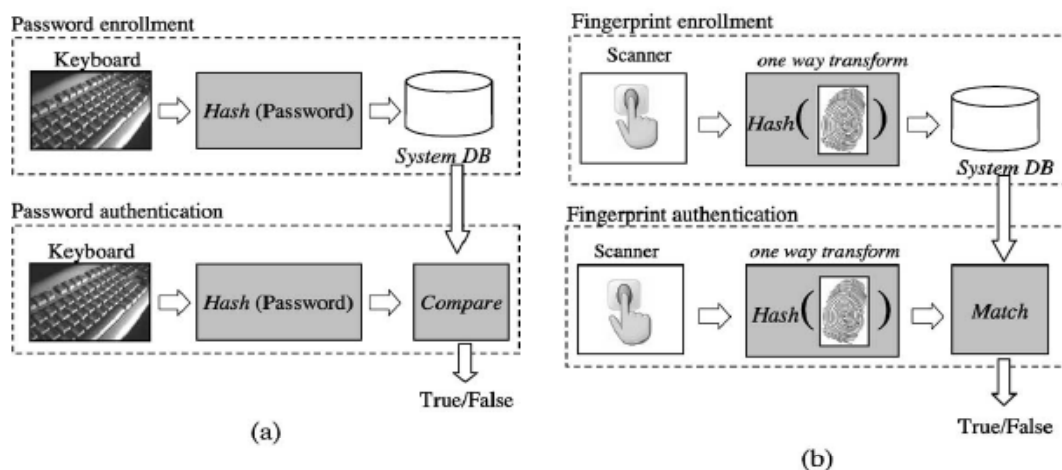 Password enrollment
Keyboard
Hash (Password)
System DB
Password authentication
Keyboard
Hash (Password)
Compare
True/False
(a)
Fingerprint enrollment
Scanner
one way transform
Hash( )
System DB
Fingerprint authentication
Scanner
one way transform
Hash( )
Match
True/False
(b)